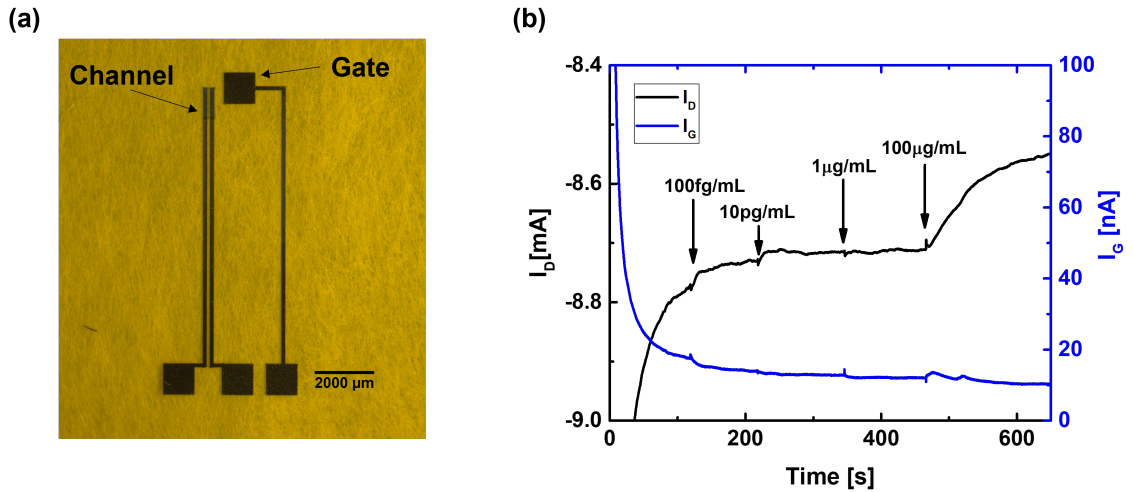 (a)
Channel
Gate
2000 µm
(b)
I_D
I_G
100fg/mL
10pg/mL
1µg/mL
100µg/mL
-8.4
-8.6
-8.8
-9.0
I_D[mA]
0
200
400
600
Time [s]
100
80
60
40
20
0
I_G [nA]